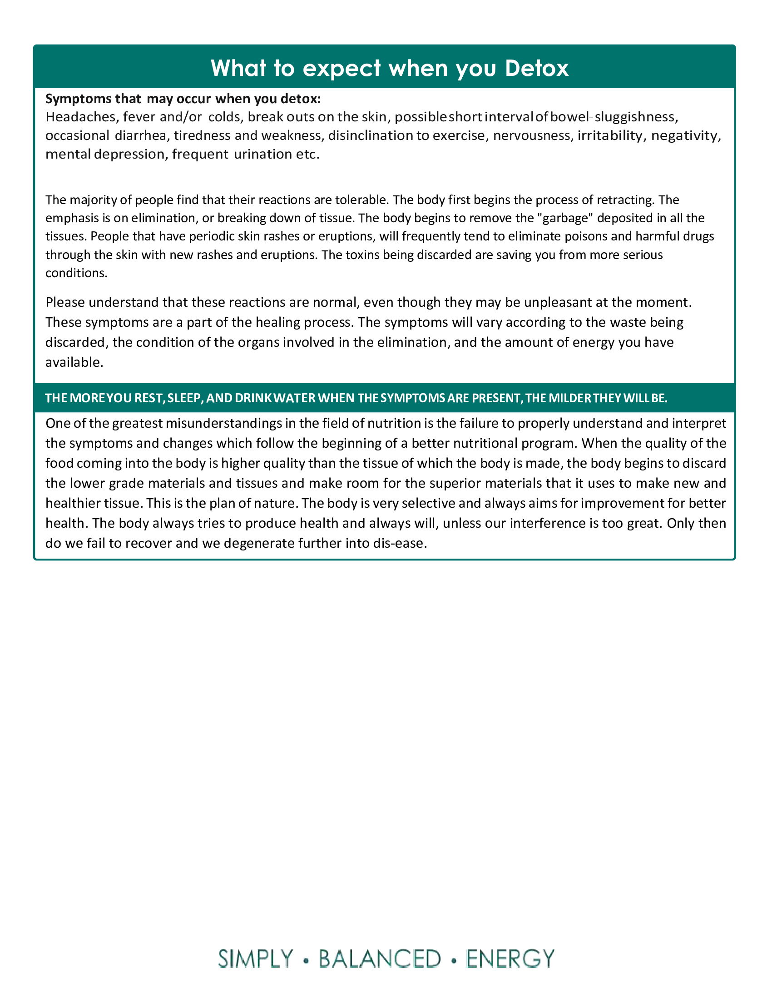 What to expect when you Detox
Symptoms that may occur when you detox:
Headaches, fever and/or colds, break outs on the skin, possible short interval of bowel- sluggishness,
occasional diarrhea, tiredness and weakness, disinclination to exercise, nervousness, irritability, negativity,
mental depression, frequent urination etc.
The majority of people find that their reactions are tolerable. The body first begins the process of retracting. The
emphasis is on elimination, or breaking down of tissue. The body begins to remove the "garbage" deposited in all the
tissues. People that have periodic skin rashes or eruptions, will frequently tend to eliminate poisons and harmful drugs
through the skin with new rashes and eruptions. The toxins being discarded are saving you from more serious
conditions.
Please understand that these reactions are normal, even though they may be unpleasant at the moment.
These symptoms are a part of the healing process. The symptoms will vary according to the waste being
discarded, the condition of the organs involved in the elimination, and the amount of energy you have
available.
THE MORE YOU REST, SLEEP, AND DRINK WATER WHEN THE SYMPTOMS ARE PRESENT, THE MILDER THEY WILL BE.
One of the greatest misunderstandings in the field of nutrition is the failure to properly understand and interpret
the symptoms and changes which follow the beginning of a better nutritional program. When the quality of the
food coming into the body is higher quality than the tissue of which the body is made, the body begins to discard
the lower grade materials and tissues and make room for the superior materials that it uses to make new and
healthier tissue. This is the plan of nature. The body is very selective and always aims for improvement for better
health. The body always tries to produce health and always will, unless our interference is too great. Only then
do we fail to recover and we degenerate further into dis-ease.
SIMPLY • BALANCED • ENERGY